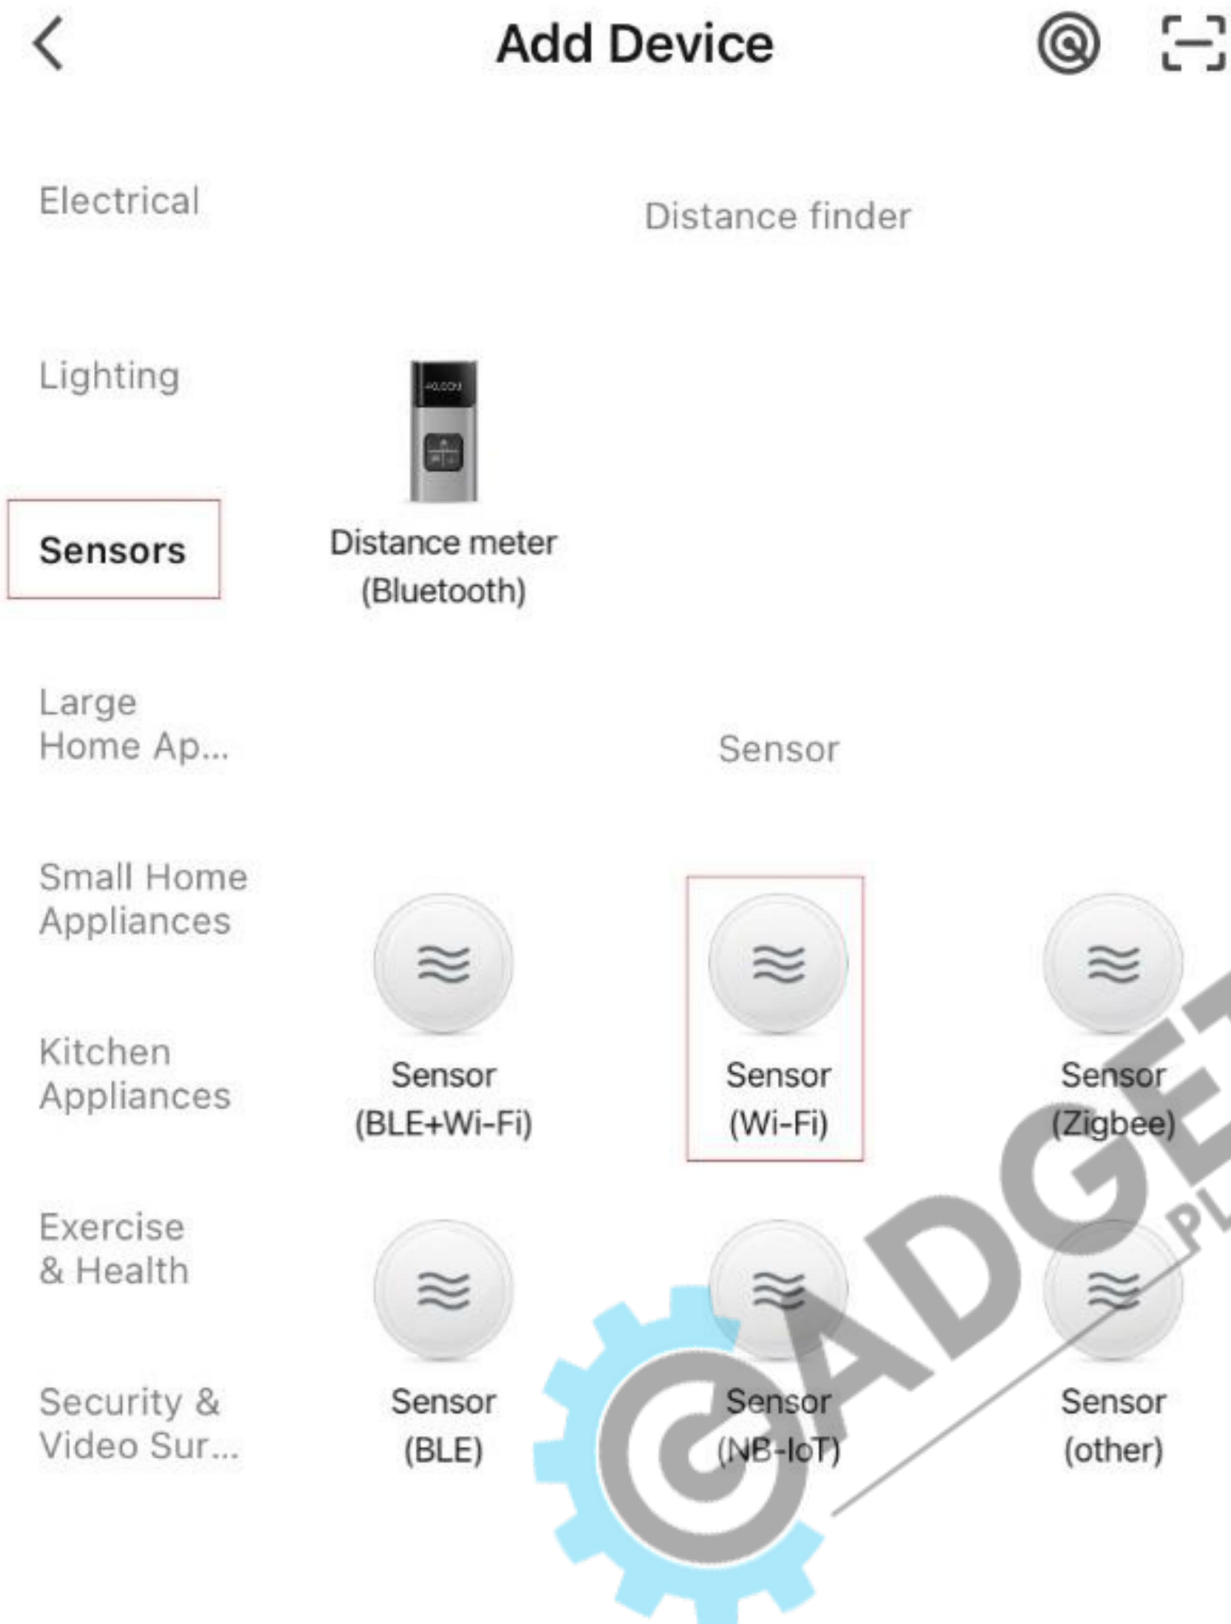 Add Device
Electrical
Lighting
Sensors
Large
Home Ap...
Small Home
Appliances
Kitchen
Appliances
Exercise
& Health
Security &
Video Sur...
Distance finder
Distance meter
(Bluetooth)
Sensor
Sensor
(BLE+Wi-Fi)
Sensor
(Wi-Fi)
Sensor
(Zigbee)
Sensor
(BLE)
Sensor
(NB-IoT)
Sensor
(other)
GADGET
PL